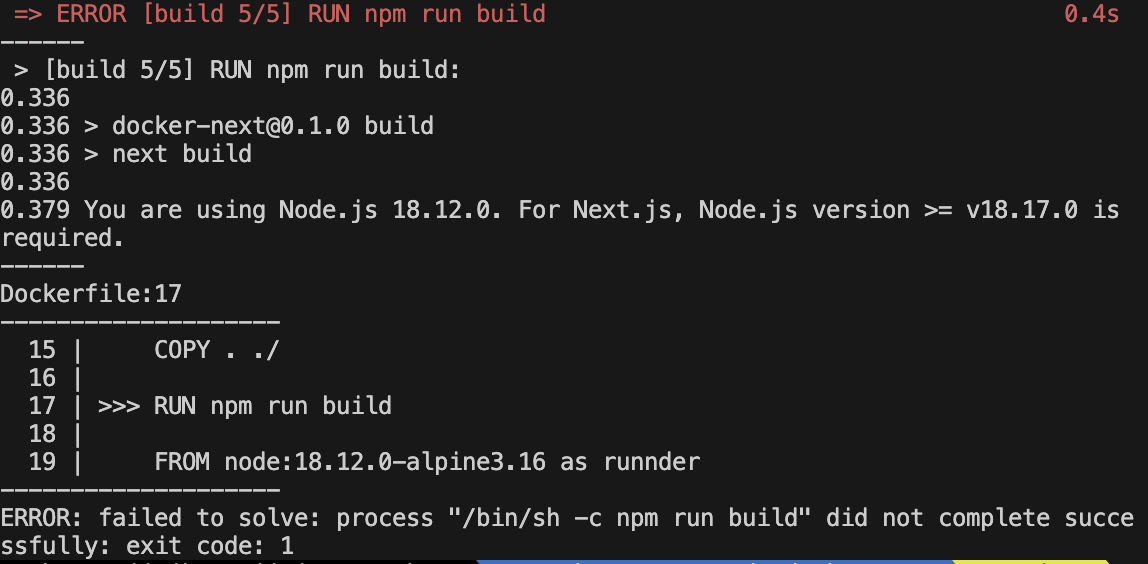 => ERROR [build 5/5] RUN npm run build 0.4s
------
> [build 5/5] RUN npm run build:
0.336
0.336 > docker-next@0.1.0 build
0.336 > next build
0.336
0.379 You are using Node.js 18.12.0. For Next.js, Node.js version >= v18.17.0 is
required.
------
Dockerfile:17
--------------------
15 | COPY . ./
16 |
17 | >>> RUN npm run build
18 |
19 | FROM node:18.12.0-alpine3.16 as runnder
--------------------
ERROR: failed to solve: process "/bin/sh -c npm run build" did not complete succe
ssfully: exit code: 1